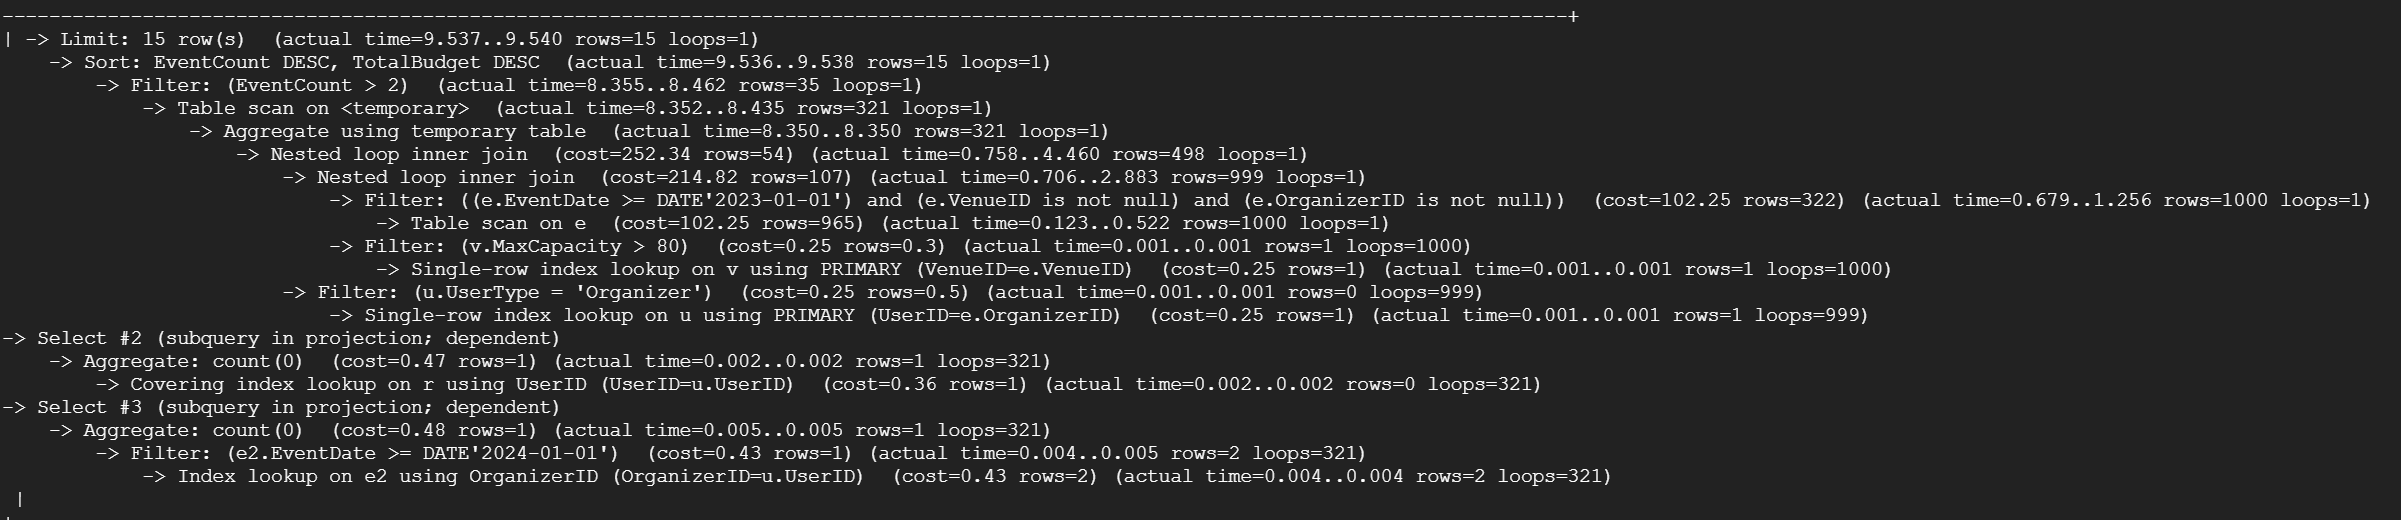 ------------------------------------------------------------------------------------------------------------------------------------------+
| -> Limit: 15 row(s)  (actual time=9.537..9.540 rows=15 loops=1)
    -> Sort: EventCount DESC, TotalBudget DESC  (actual time=9.536..9.538 rows=15 loops=1)
        -> Filter: (EventCount > 2)  (actual time=8.355..8.462 rows=35 loops=1)
            -> Table scan on <temporary>  (actual time=8.352..8.435 rows=321 loops=1)
                -> Aggregate using temporary table  (actual time=8.350..8.350 rows=321 loops=1)
                    -> Nested loop inner join  (cost=252.34 rows=54) (actual time=0.758..4.460 rows=498 loops=1)
                        -> Nested loop inner join  (cost=214.82 rows=107) (actual time=0.706..2.883 rows=999 loops=1)
                            -> Filter: ((e.EventDate >= DATE'2023-01-01') and (e.VenueID is not null) and (e.OrganizerID is not null))  (cost=102.25 rows=322) (actual time=0.679..1.256 rows=1000 loops=1)
                                -> Table scan on e  (cost=102.25 rows=965) (actual time=0.123..0.522 rows=1000 loops=1)
                            -> Filter: (v.MaxCapacity > 80)  (cost=0.25 rows=0.3) (actual time=0.001..0.001 rows=1 loops=1000)
                                -> Single-row index lookup on v using PRIMARY (VenueID=e.VenueID)  (cost=0.25 rows=1) (actual time=0.001..0.001 rows=1 loops=1000)
                        -> Filter: (u.UserType = 'Organizer')  (cost=0.25 rows=0.5) (actual time=0.001..0.001 rows=0 loops=999)
                            -> Single-row index lookup on u using PRIMARY (UserID=e.OrganizerID)  (cost=0.25 rows=1) (actual time=0.001..0.001 rows=1 loops=999)
-> Select #2 (subquery in projection; dependent)
    -> Aggregate: count(0)  (cost=0.47 rows=1) (actual time=0.002..0.002 rows=1 loops=321)
        -> Covering index lookup on r using UserID (UserID=u.UserID)  (cost=0.36 rows=1) (actual time=0.002..0.002 rows=0 loops=321)
-> Select #3 (subquery in projection; dependent)
    -> Aggregate: count(0)  (cost=0.48 rows=1) (actual time=0.005..0.005 rows=1 loops=321)
        -> Filter: (e2.EventDate >= DATE'2024-01-01')  (cost=0.43 rows=1) (actual time=0.004..0.005 rows=2 loops=321)
            -> Index lookup on e2 using OrganizerID (OrganizerID=u.UserID)  (cost=0.43 rows=2) (actual time=0.004..0.004 rows=2 loops=321)
 |